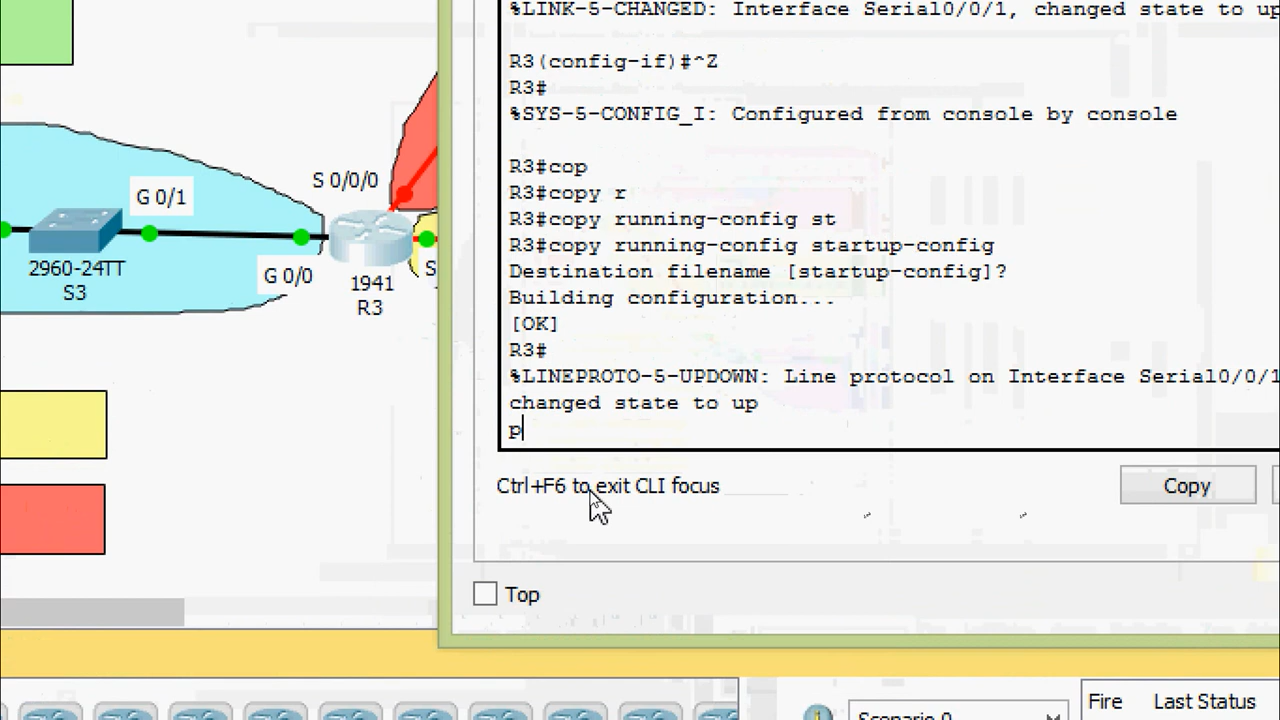 %LINK-5-CHANGED: Interface Serial0/0/1, changed state to up
R3(config-if)#^Z
R3#
%SYS-5-CONFIG_I: Configured from console by console
R3#cop
R3#copy r
R3#copy running-config st
R3#copy running-config startup-config
Destination filename [startup-config]?
Building configuration...
[OK]
R3#
%LINEPROTO-5-UPDOWN: Line protocol on Interface Serial0/0/1
changed state to up
p
Ctrl+F6 to exit CLI focus
Copy
Top
S 0/0/0
G 0/1
2960-24TT
S3
G 0/0
S
1941
R3
Fire Last Status
Scenario 0